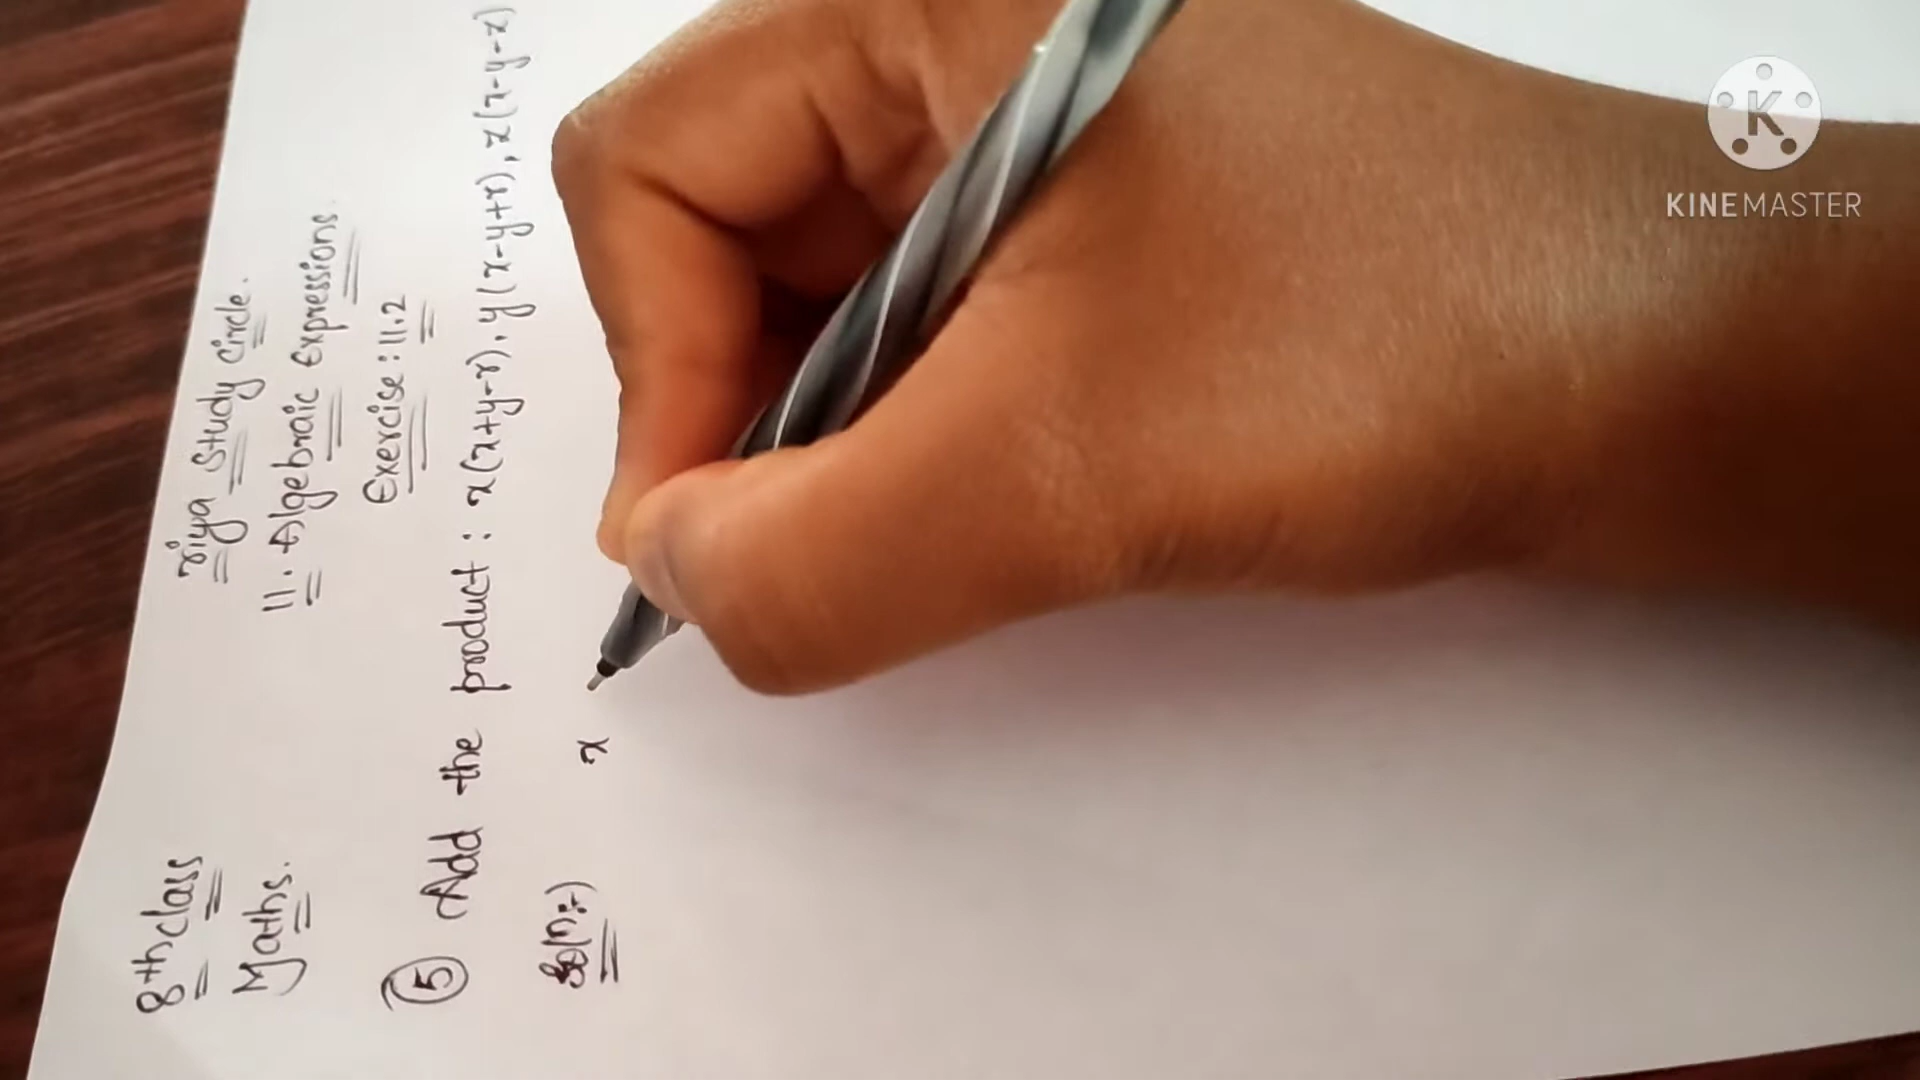 riya study circle.
8th class
11. Algebraic Expressions.
Maths.
Exercise : 11.2
5 Add the product : x(x+y-r), y(x-y+r), z(x-y-z)
Soln:-)
x
K
KINEMASTER